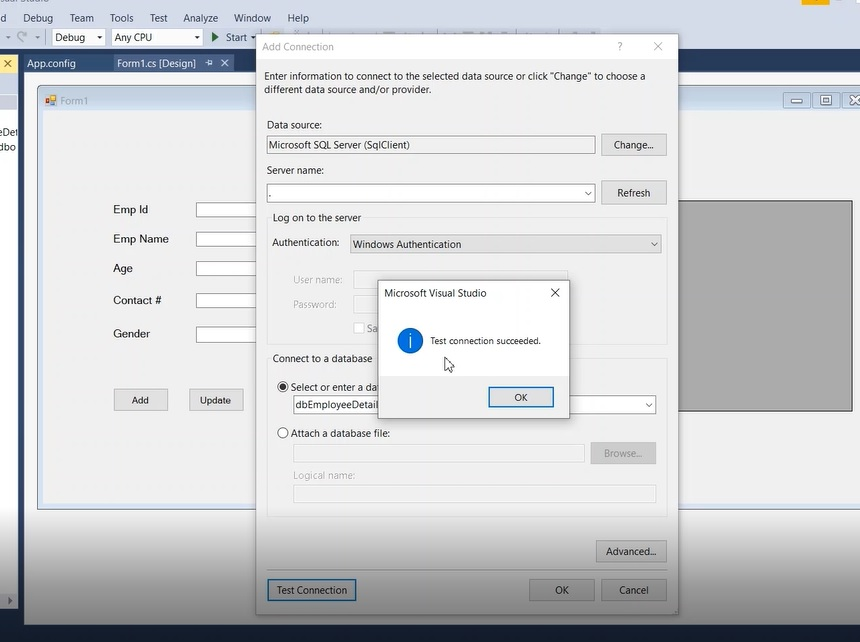 Debug Team Tools Test Analyze Window Help
Debug Any CPU Start
App.config Form1.cs [Design]
Form1
Emp Id
Emp Name
Age
Contact #
Gender
Add Update
Add Connection ?
Enter information to connect to the selected data source or click "Change" to choose a
different data source and/or provider.
Data source:
Microsoft SQL Server (SqlClient) Change...
Server name:
. Refresh
Log on to the server
Authentication: Windows Authentication
User name:
Password:
Sa
Microsoft Visual Studio
Test connection succeeded.
OK
Connect to a database
Select or enter a da
dbEmployeeDetail
Attach a database file:
Browse...
Logical name:
Advanced...
Test Connection OK Cancel
eDet
dbo